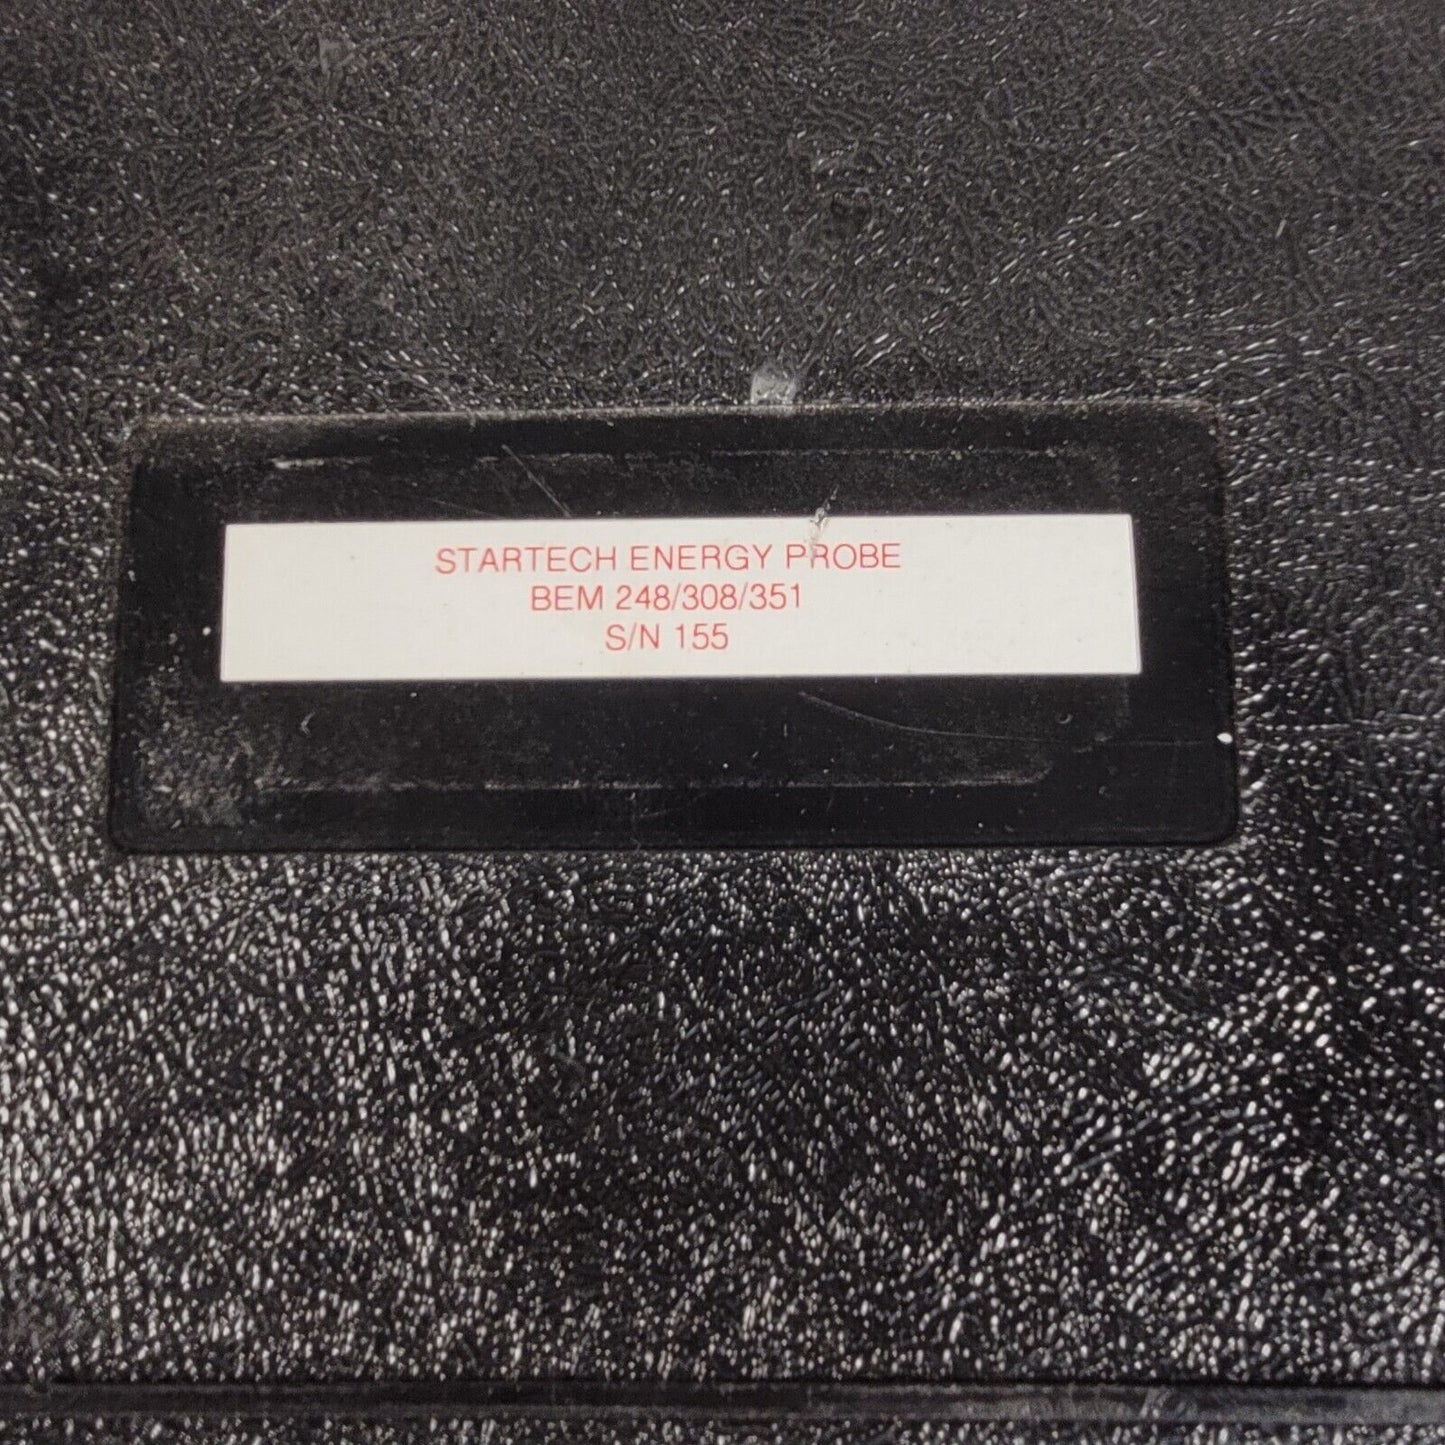 STARTECH ENERGY PROBE
BEM 248/308/351
S/N 155